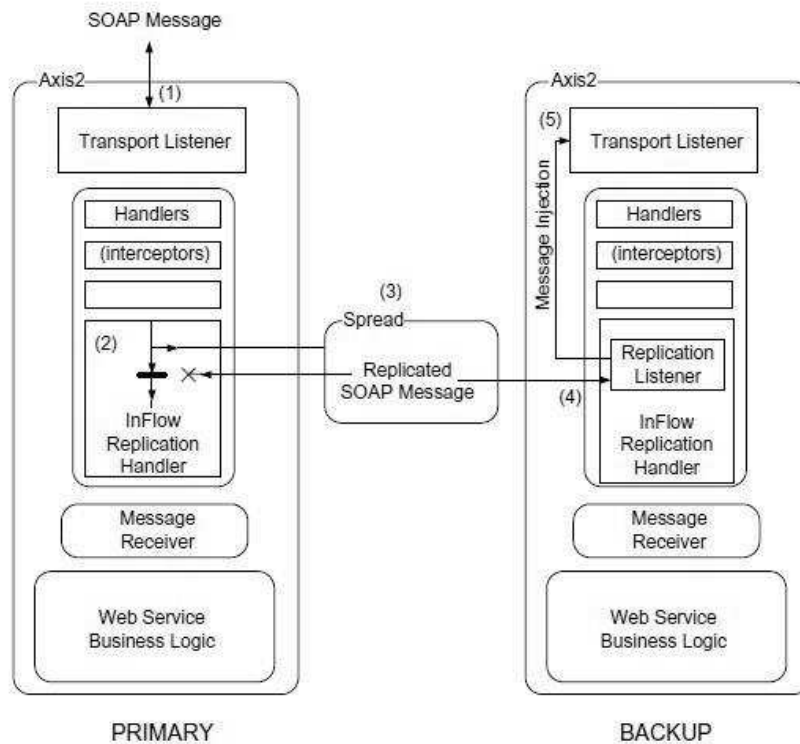 SOAP Message
Axis2
(1)
Transport Listener
Handlers
(interceptors)
(2)
InFlow
Replication
Handler
Message
Receiver
Web Service
Business Logic
PRIMARY
(3)
Spread
Replicated
SOAP Message
(4)
Axis2
(5)
Transport Listener
Message Injection
Handlers
(interceptors)
Replication
Listener
InFlow
Replication
Handler
Message
Receiver
Web Service
Business Logic
BACKUP